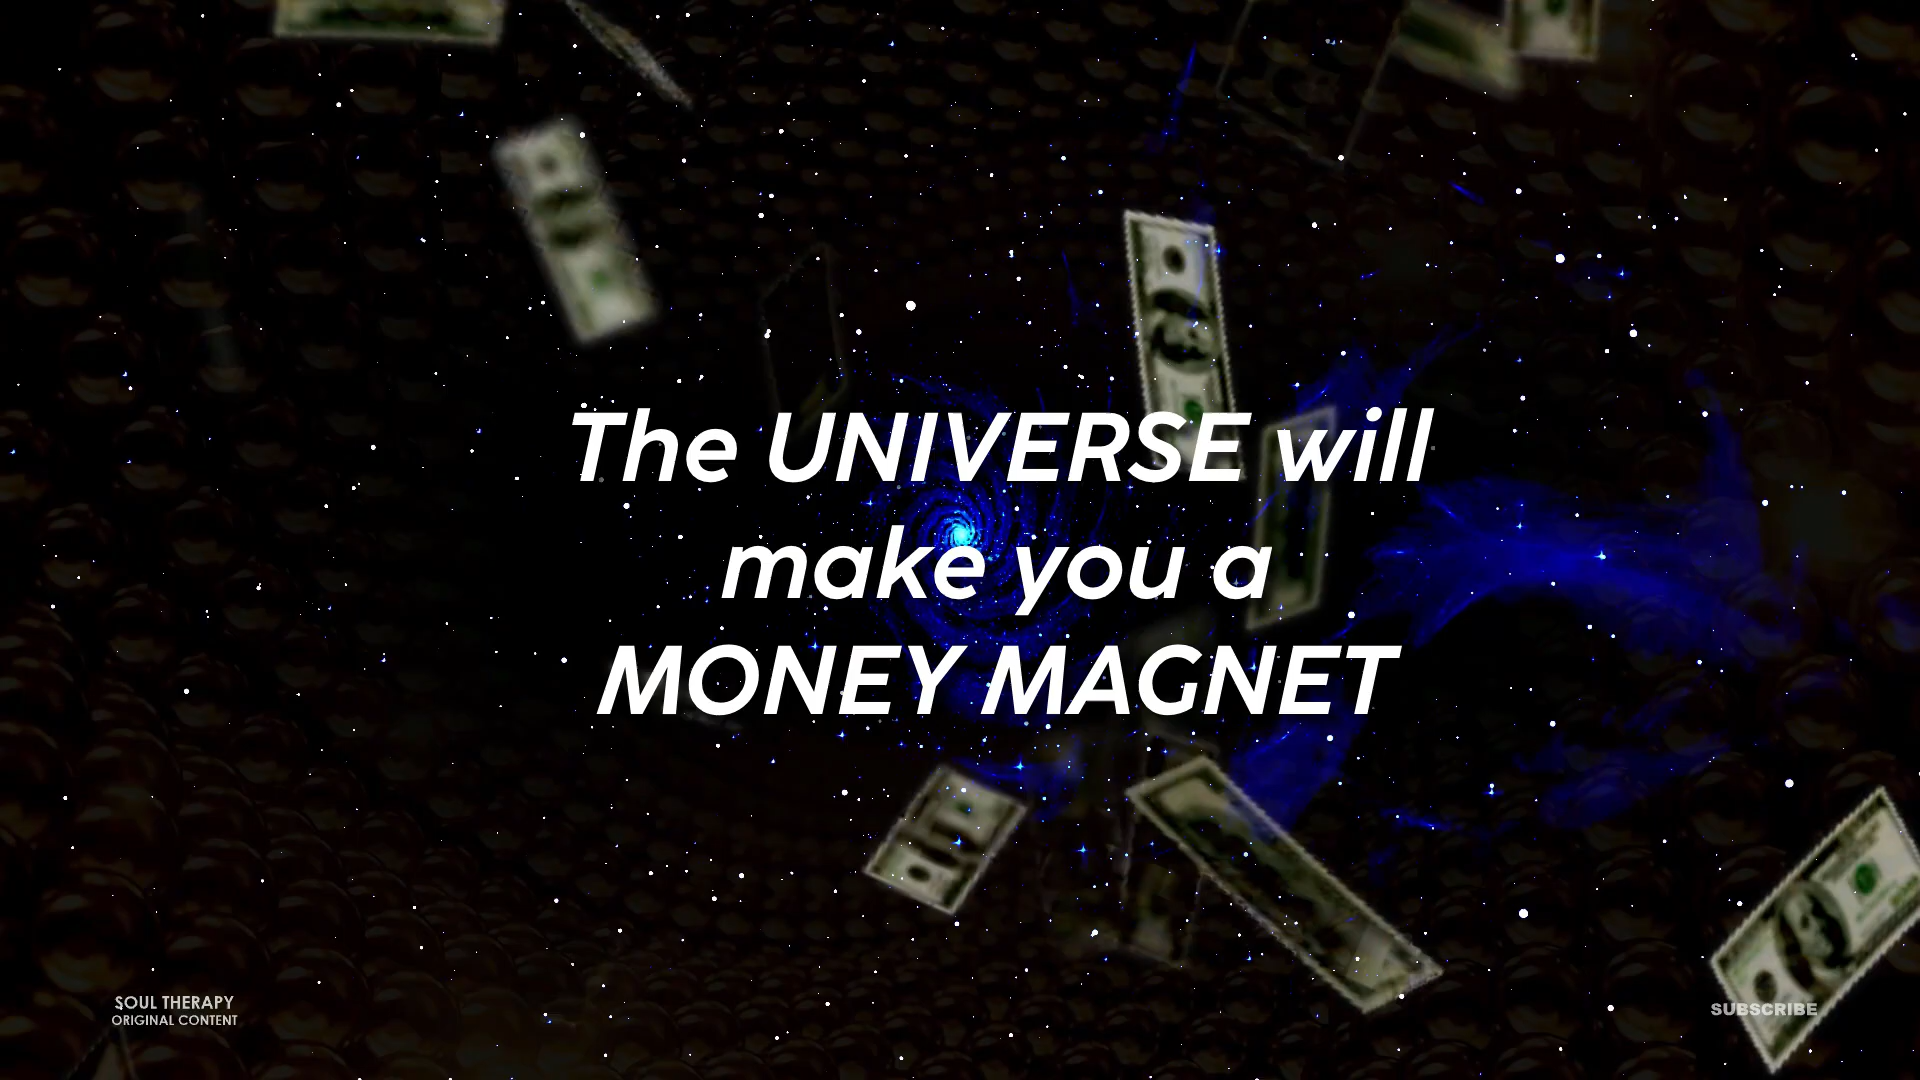 The UNIVERSE will
make you a
MONEY MAGNET
SOUL THERAPY
ORIGINAL CONTENT
SUBSCRIBE